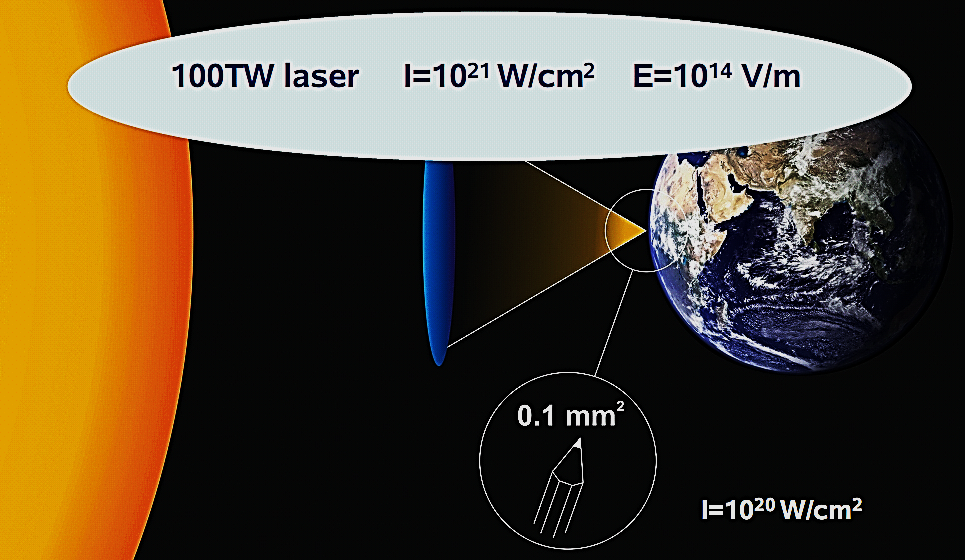 100TW laser I=10²¹ W/cm² E=10¹⁴ V/m
0.1 mm²
I=10²⁰ W/cm²